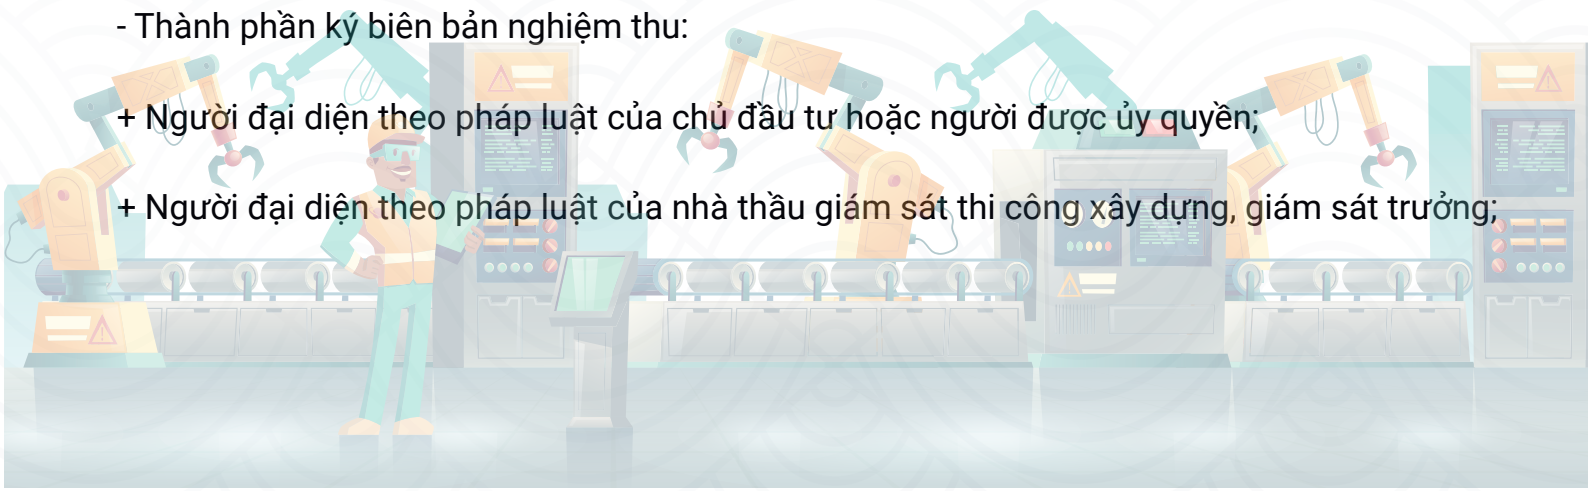 - Thành phần ký biên bản nghiệm thu:
+ Người đại diện theo pháp luật của chủ đầu tư hoặc người được ủy quyền;
+ Người đại diện theo pháp luật của nhà thầu giám sát thi công xây dựng, giám sát trưởng;